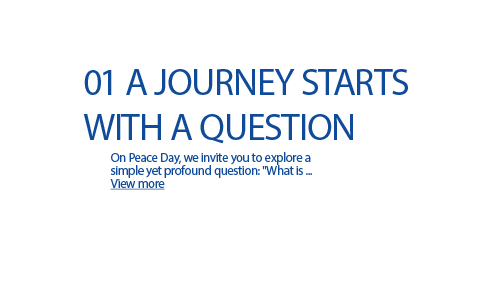 01 A JOURNEY STARTS
WITH A QUESTION
On Peace Day, we invite you to explore a
simple yet profound question: "What is ...
View more